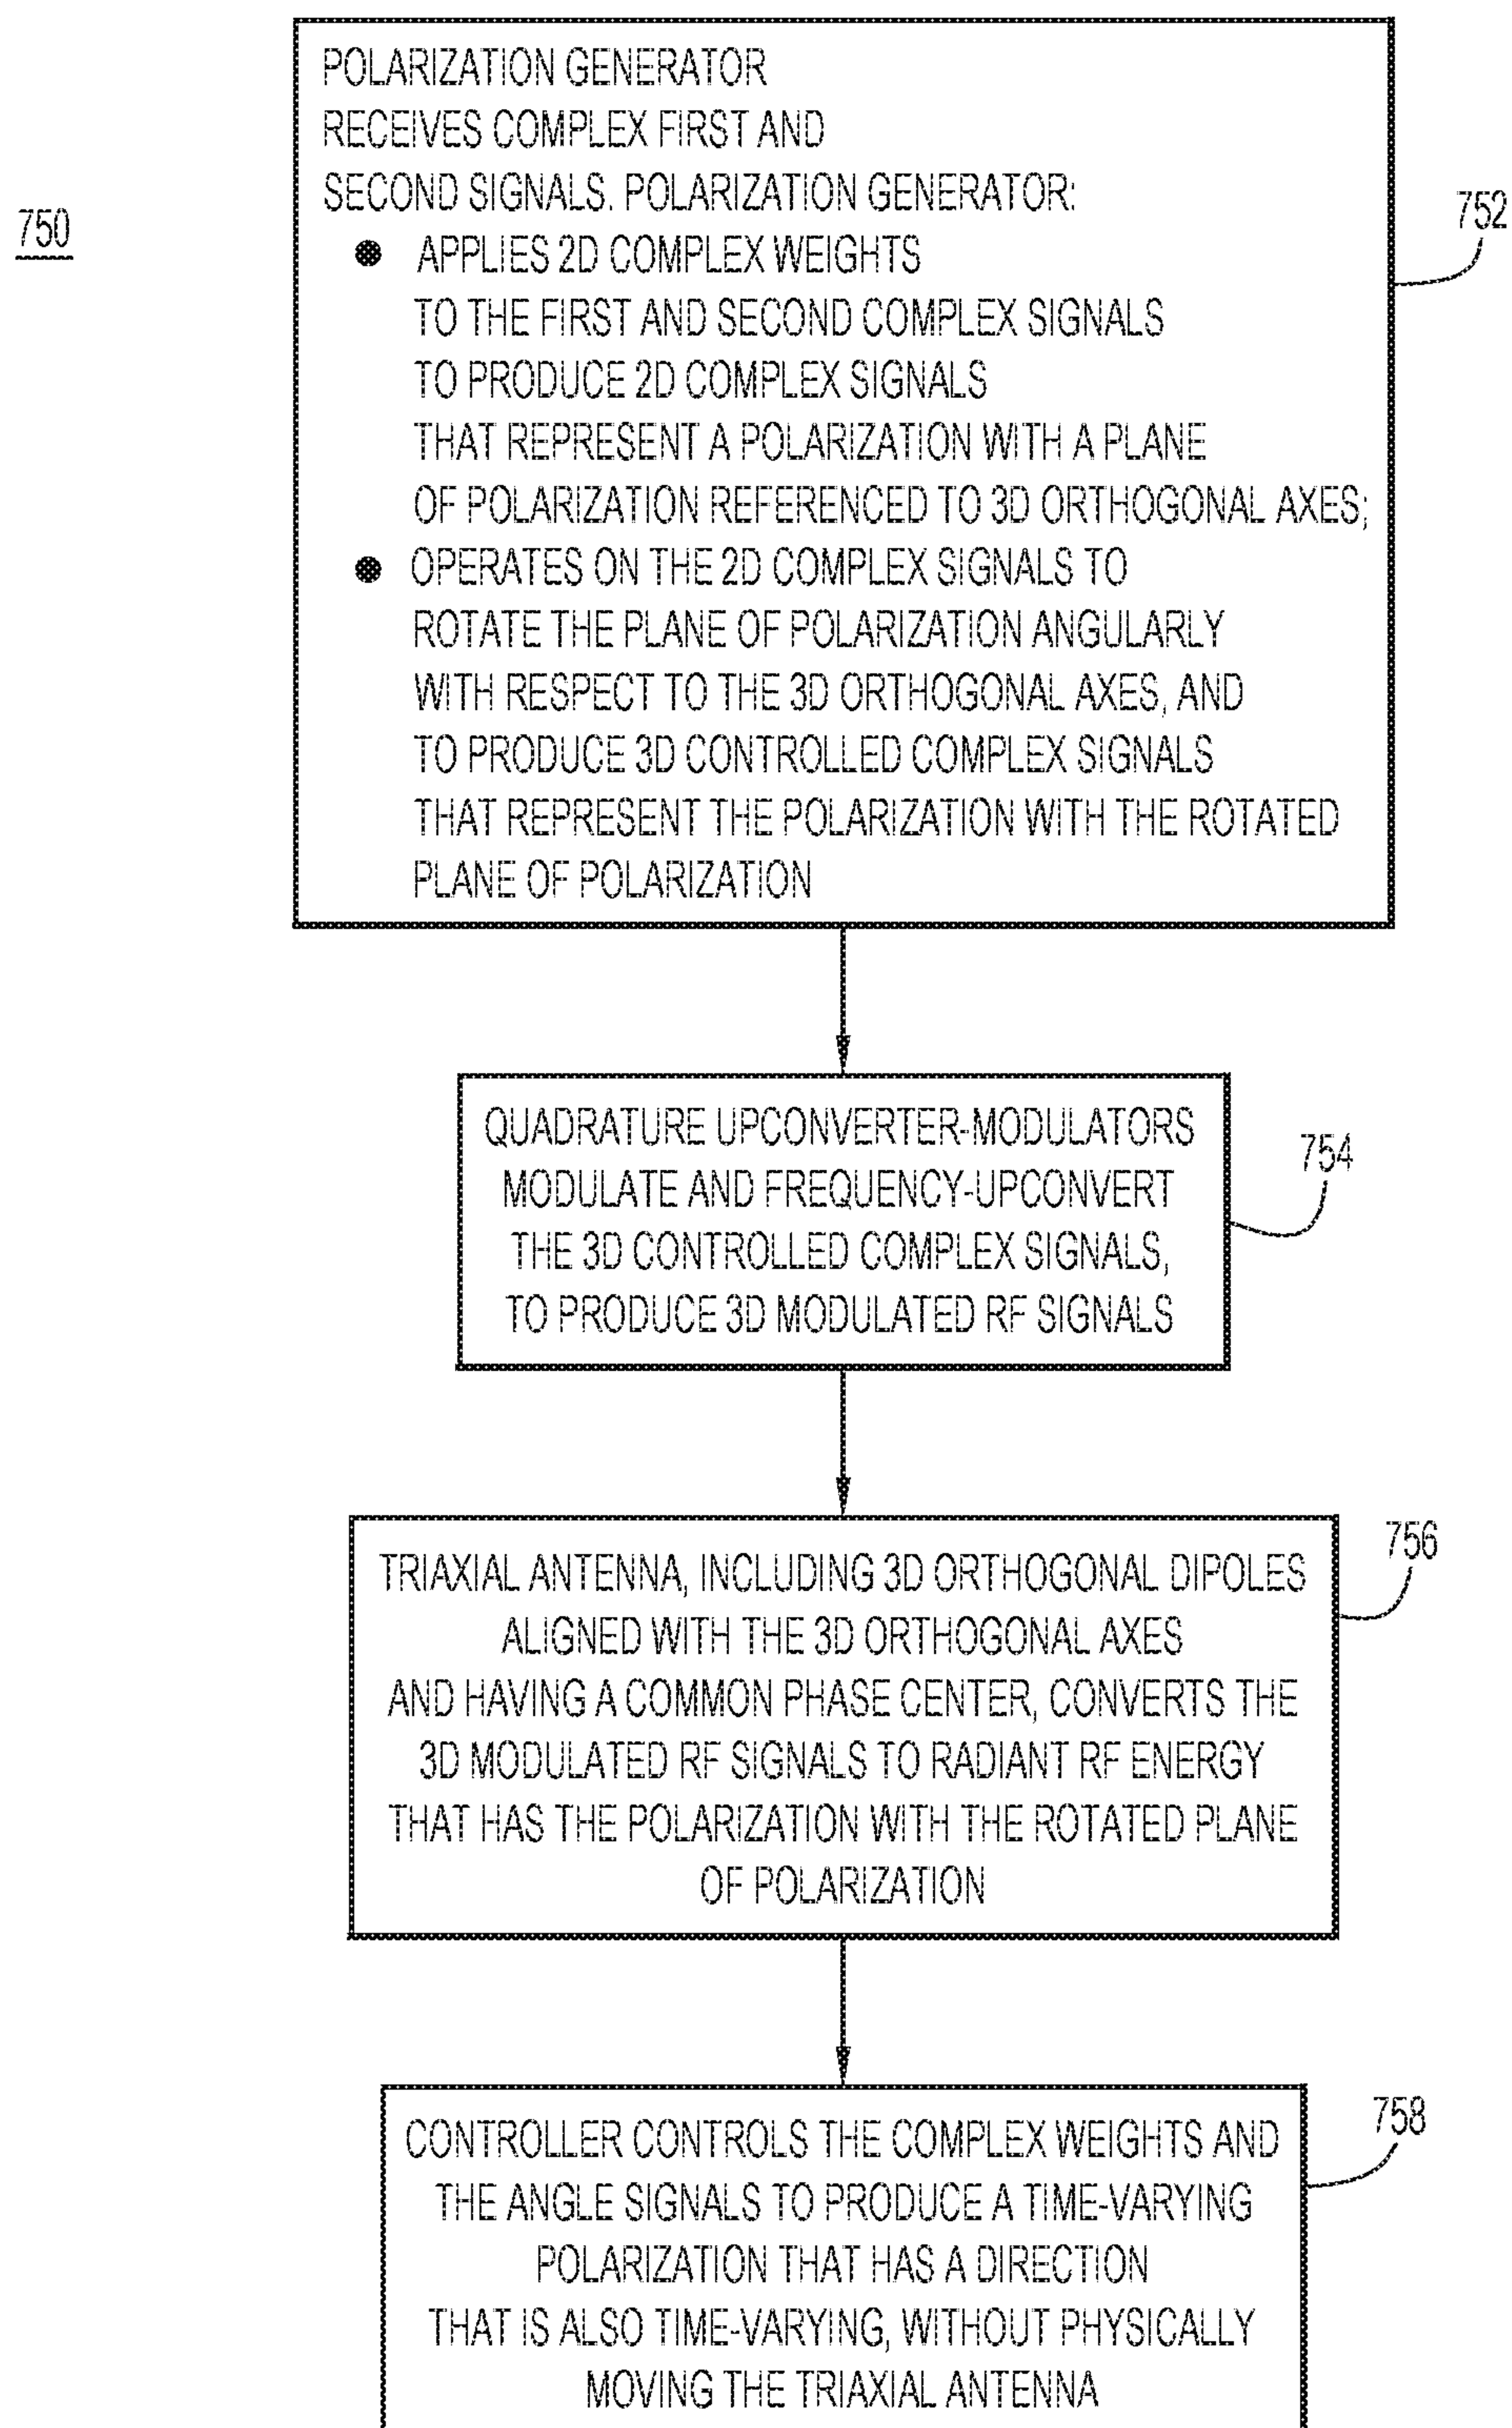 750
POLARIZATION GENERATOR
RECEIVES COMPLEX FIRST AND
SECOND SIGNALS. POLARIZATION GENERATOR:
● APPLIES 2D COMPLEX WEIGHTS
TO THE FIRST AND SECOND COMPLEX SIGNALS
TO PRODUCE 2D COMPLEX SIGNALS
THAT REPRESENT A POLARIZATION WITH A PLANE
OF POLARIZATION REFERENCED TO 3D ORTHOGONAL AXES;
● OPERATES ON THE 2D COMPLEX SIGNALS TO
ROTATE THE PLANE OF POLARIZATION ANGULARLY
WITH RESPECT TO THE 3D ORTHOGONAL AXES, AND
TO PRODUCE 3D CONTROLLED COMPLEX SIGNALS
THAT REPRESENT THE POLARIZATION WITH THE ROTATED
PLANE OF POLARIZATION
752
QUADRATURE UPCONVERTER-MODULATORS
MODULATE AND FREQUENCY-UPCONVERT
THE 3D CONTROLLED COMPLEX SIGNALS,
TO PRODUCE 3D MODULATED RF SIGNALS
754
TRIAXIAL ANTENNA, INCLUDING 3D ORTHOGONAL DIPOLES
ALIGNED WITH THE 3D ORTHOGONAL AXES
AND HAVING A COMMON PHASE CENTER, CONVERTS THE
3D MODULATED RF SIGNALS TO RADIANT RF ENERGY
THAT HAS THE POLARIZATION WITH THE ROTATED PLANE
OF POLARIZATION
756
CONTROLLER CONTROLS THE COMPLEX WEIGHTS AND
THE ANGLE SIGNALS TO PRODUCE A TIME-VARYING
POLARIZATION THAT HAS A DIRECTION
THAT IS ALSO TIME-VARYING, WITHOUT PHYSICALLY
MOVING THE TRIAXIAL ANTENNA
758